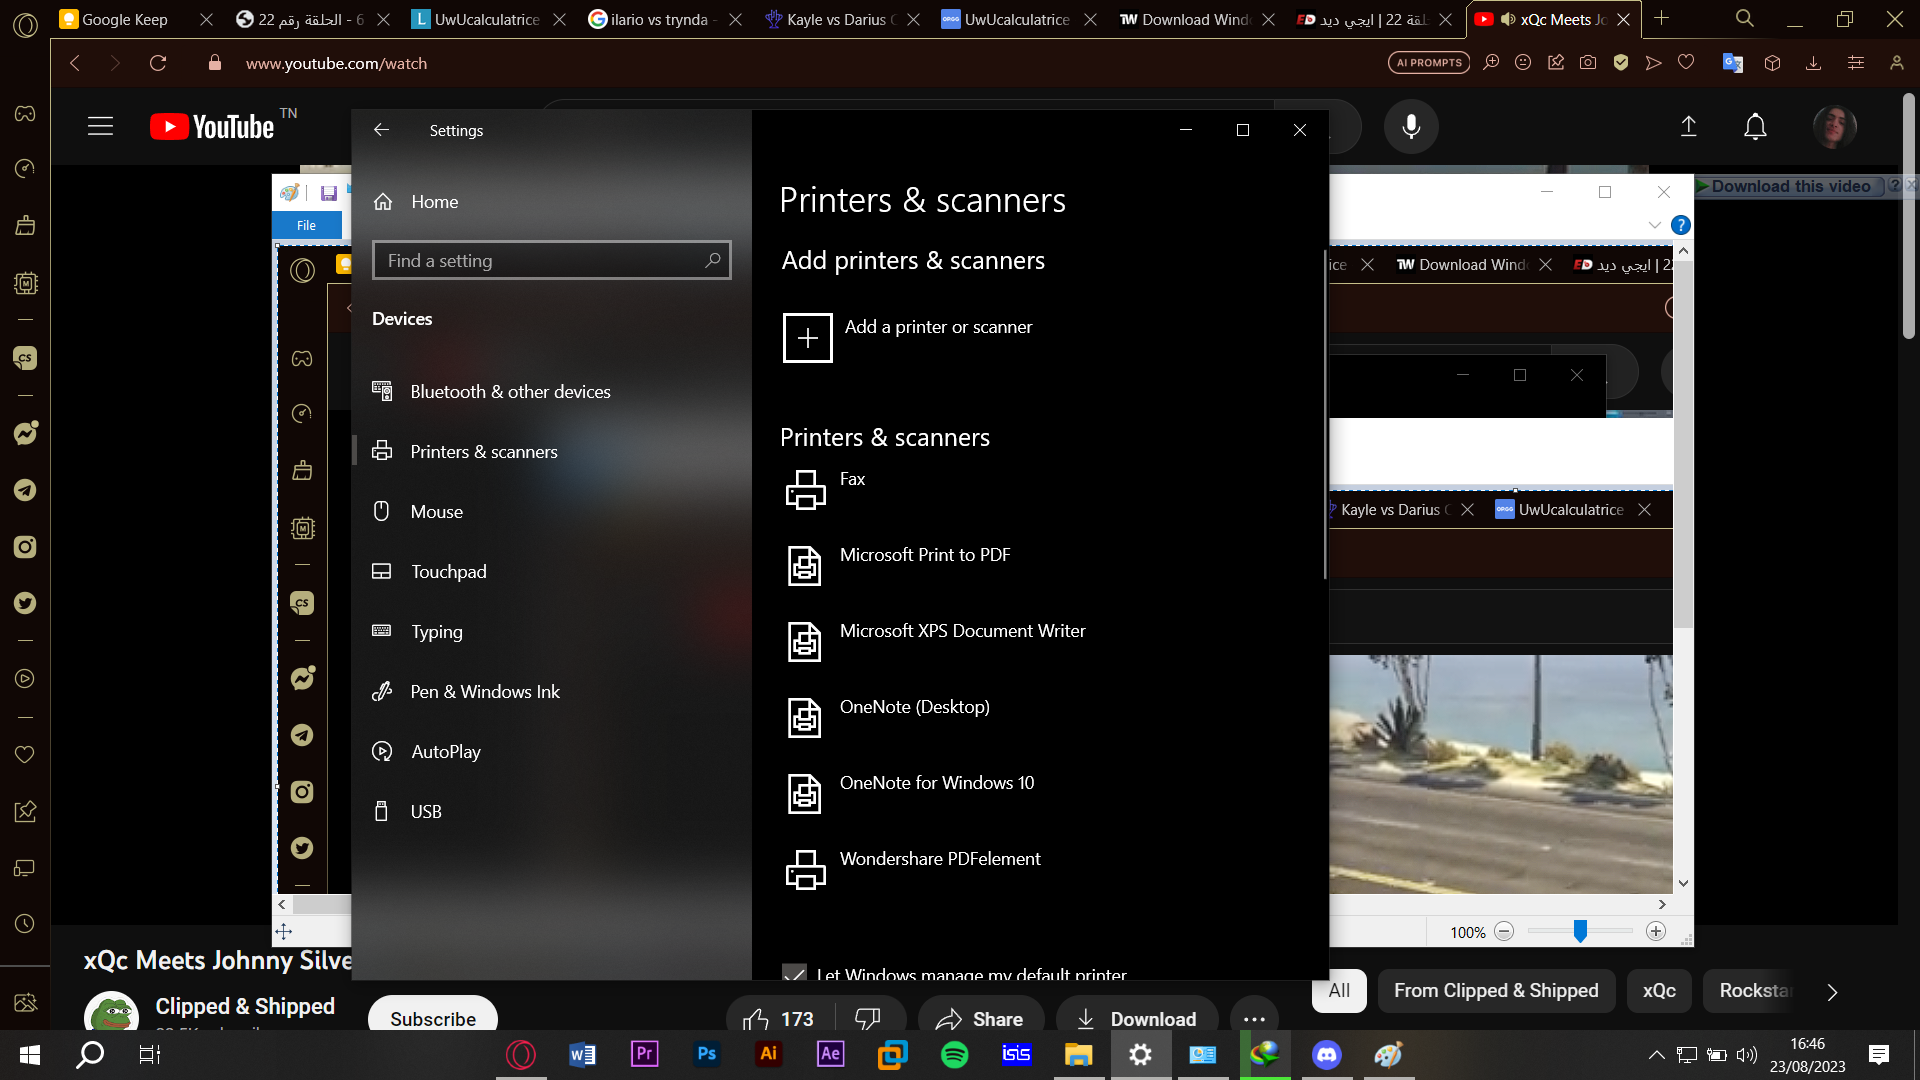 Google Keep
الحلقة رقم 22 - 6
UwUcalculatrice
ilario vs trynda -
Kayle vs Darius C
UwUcalculatrice
Download Wind
ايجي ديد | 22
xQc Meets Jo
www.youtube.com/watch
AI PROMPTS
YouTube TN
Settings
Home
Find a setting
Devices
Bluetooth & other devices
Printers & scanners
Mouse
Touchpad
Typing
Pen & Windows Ink
AutoPlay
USB
Printers & scanners
Add printers & scanners
Add a printer or scanner
Printers & scanners
Fax
Microsoft Print to PDF
Microsoft XPS Document Writer
OneNote (Desktop)
OneNote for Windows 10
Wondershare PDFelement
Let Windows manage my default printer
Download this video
File
ice
Download Wind
ايجي ديد | 22
Kayle vs Darius C
UwUcalculatrice
100%
xQc Meets Johnny Silve
Clipped & Shipped
Subscribe
173
Share
Download
All
From Clipped & Shipped
xQc
Rockstar
isis
16:46
23/08/2023